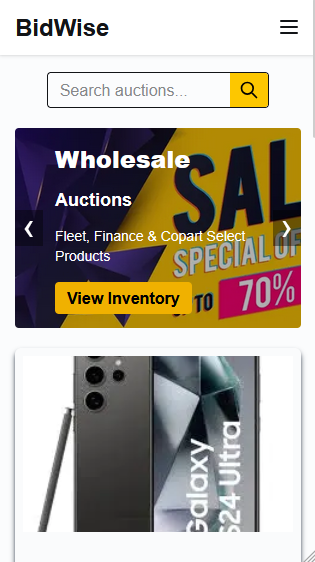 BidWise
Search auctions...
Wholesale
Auctions
Fleet, Finance & Copart Select
Products
View Inventory
SAL
SPECIAL OF
TO
70%
Galaxy
S24 Ultra